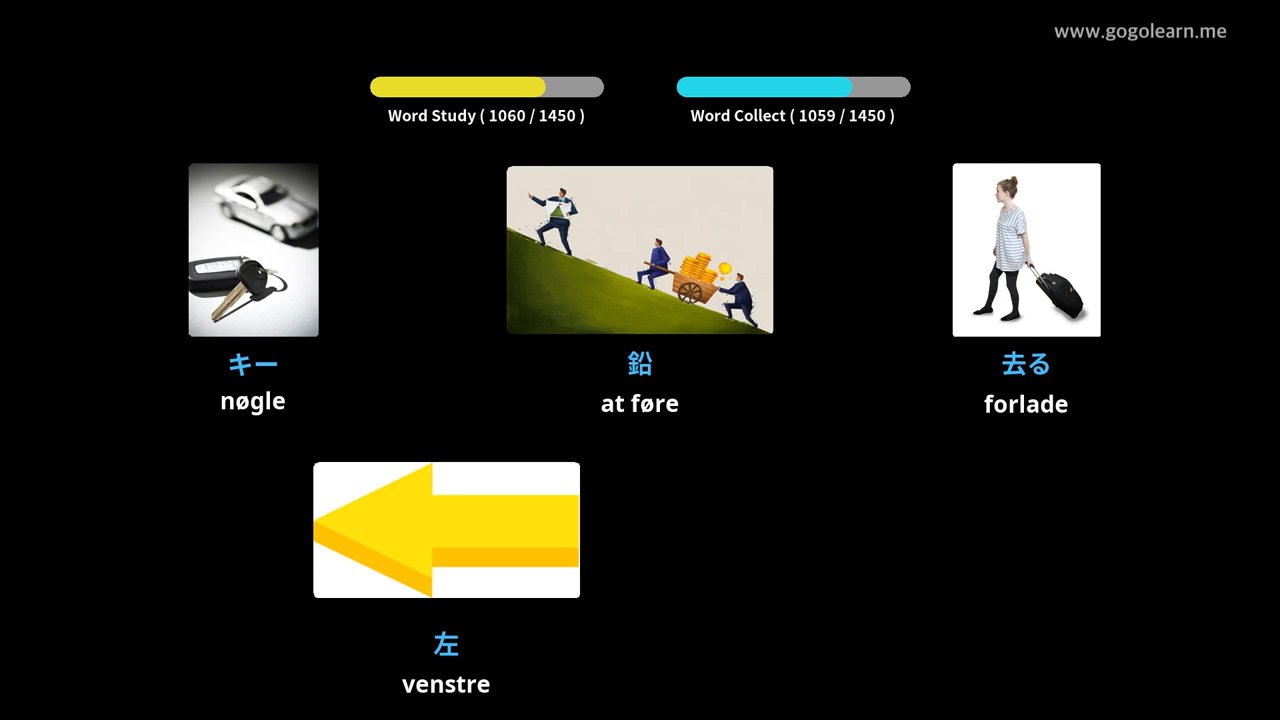 www.gogolearn.me
Word Study ( 1060 / 1450 )
Word Collect ( 1059 / 1450 )
キー
nøgle
鉛
at føre
去る
forlade
左
venstre